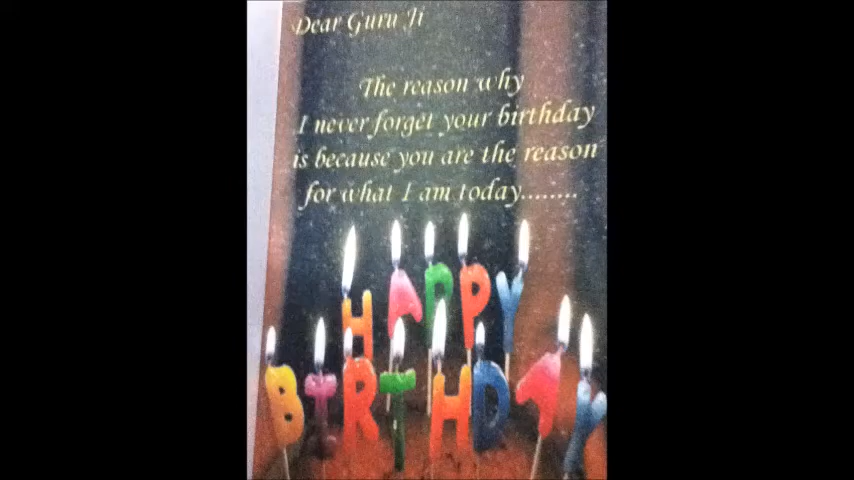 Dear Guru Ji
The reason why
I never forget your birthday
is because you are the reason
for what I am today........
HAPPY
BIRTHDAY